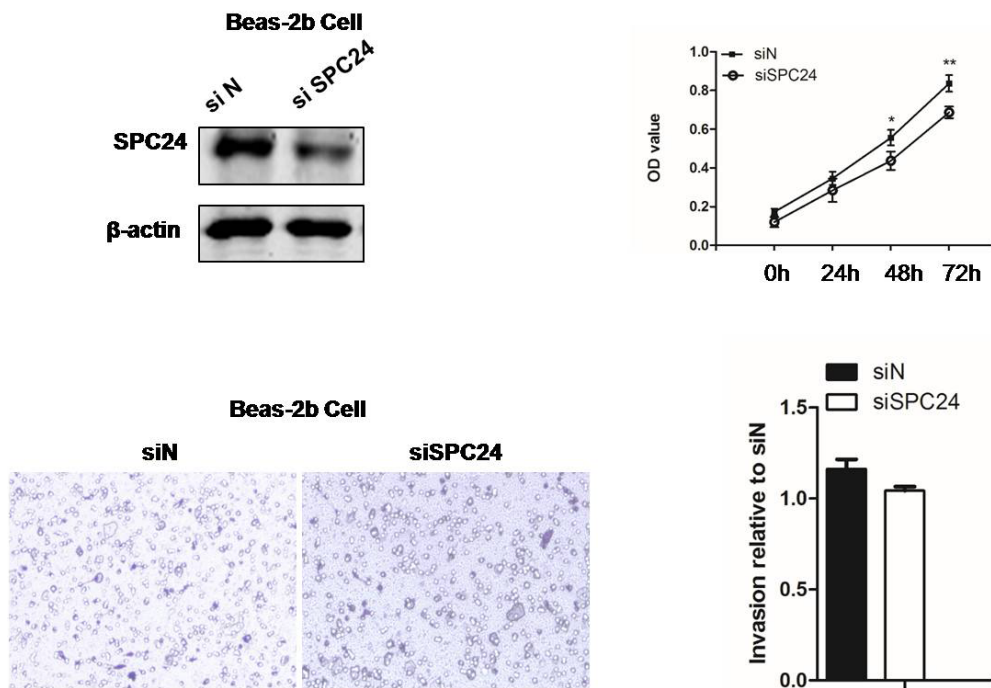 Beas-2b Cell
si N
si SPC24
SPC24
β-actin
siN
siSPC24
OD value
1.0
0.8
0.6
0.4
0.2
0.0
*
**
0h 24h 48h 72h
Beas-2b Cell
siN siSPC24
siN
siSPC24
Invasion relative to siN
1.5
1.0
0.5
0.0